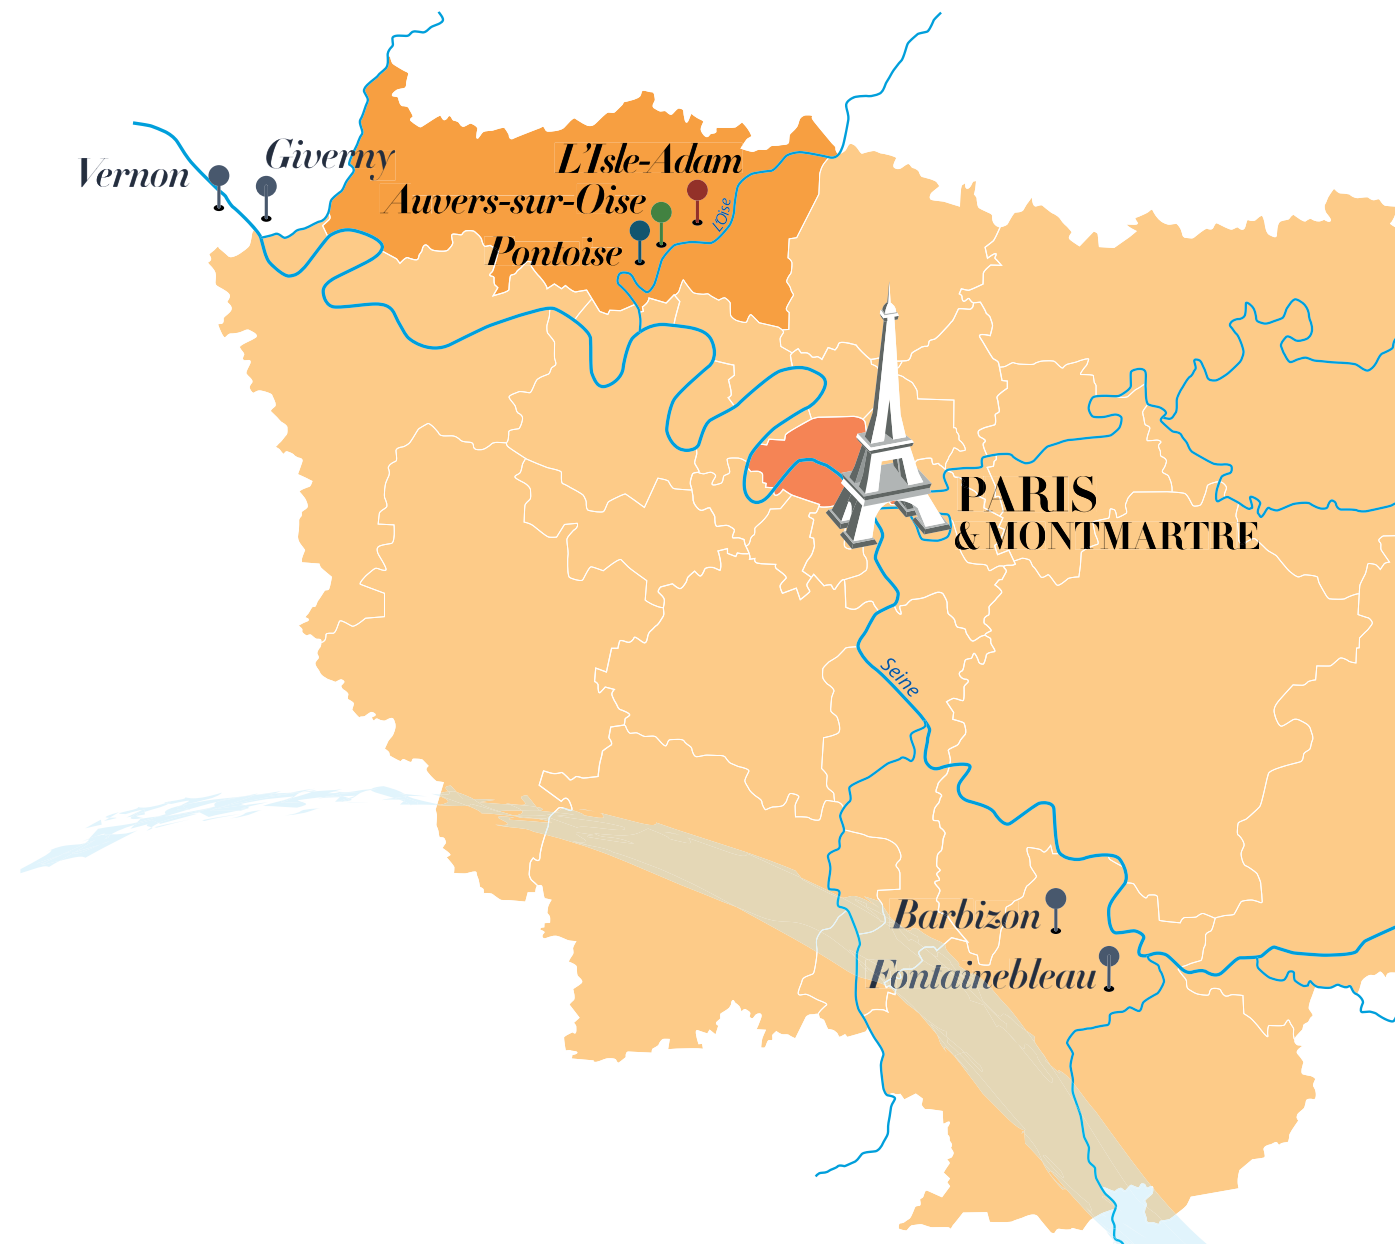 Giverny
Vernon
L'Isle-Adam
Auvers-sur-Oise
L'Oise
Pontoise
PARIS
& MONTMARTRE
Seine
Barbizon
Fontainebleau